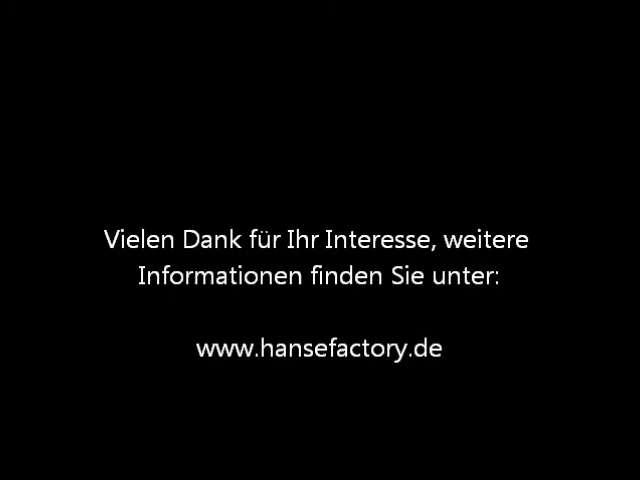 Vielen Dank für Ihr Interesse, weitere
Informationen finden Sie unter:
www.hansefactory.de